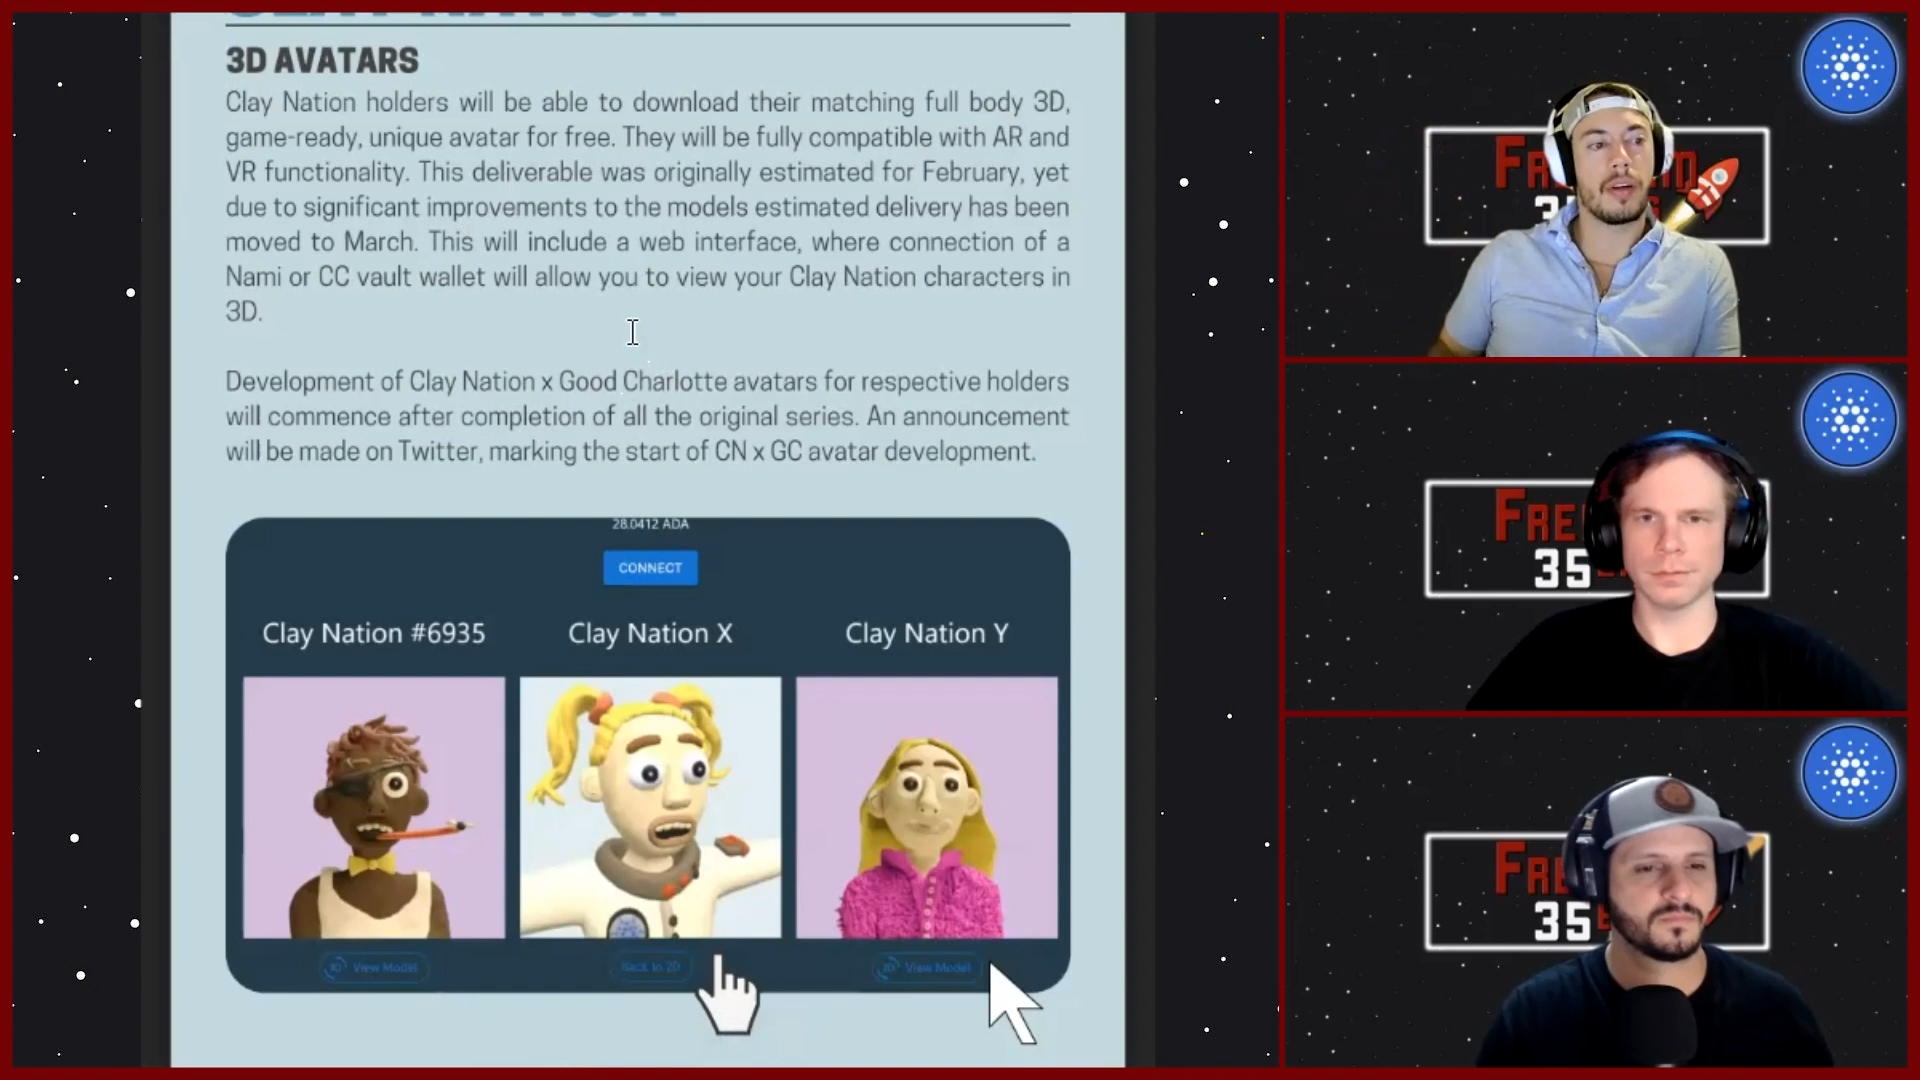 3D AVATARS
Clay Nation holders will be able to download their matching full body 3D,
game-ready, unique avatar for free. They will be fully compatible with AR and
VR functionality. This deliverable was originally estimated for February, yet
due to significant improvements to the models estimated delivery has been
moved to March. This will include a web interface, where connection of a
Nami or CC vault wallet will allow you to view your Clay Nation characters in
3D.
Development of Clay Nation x Good Charlotte avatars for respective holders
will commence after completion of all the original series. An announcement
will be made on Twitter, marking the start of CN x GC avatar development.
28.0412 ADA
CONNECT
Clay Nation #6935
Clay Nation X
Clay Nation Y
3D View Model
Back to 2D
3D View Model
35
35